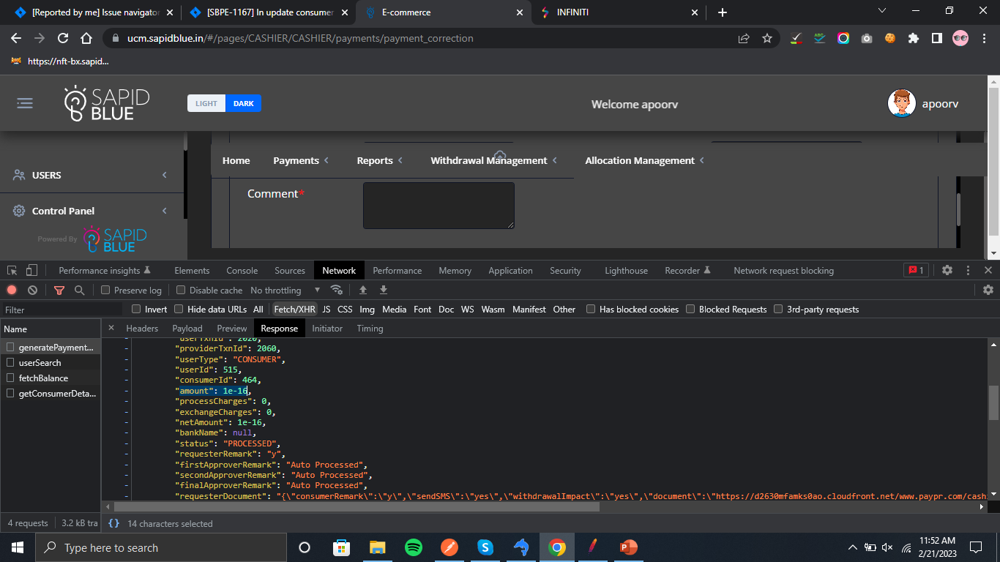 [Reported by me] Issue navigator
[SBPE-1167] In update consumer
E-commerce
INFINITI
ucm.sapidblue.in/#/pages/CASHIER/CASHIER/payments/payment_correction
https://nft-bx.sapid...
SAPID BLUE
LIGHT DARK
Welcome apoorv
apoorv
Home Payments Reports Withdrawal Management Allocation Management
USERS
Control Panel
Powered By SAPID BLUE
Comment*
Performance insights Elements Console Sources Network Performance Memory Application Security Lighthouse Recorder Network request blocking 1
Preserve log Disable cache No throttling
Filter Invert Hide data URLs All Fetch/XHR JS CSS Img Media Font Doc WS Wasm Manifest Other Has blocked cookies Blocked Requests 3rd-party requests
Name Headers Payload Preview Response Initiator Timing
generatePayment...
userSearch
fetchBalance
getConsumerDeta...
"userTxnId": 2020,
"providerTxnId": 2060,
"userType": "CONSUMER",
"userId": 515,
"consumerId": 464,
"amount": 1e-16,
"processCharges": 0,
"exchangeCharges": 0,
"netAmount": 1e-16,
"bankName": null,
"status": "PROCESSED",
"requesterRemark": "y",
"firstApproverRemark": "Auto Processed",
"secondApproverRemark": "Auto Processed",
"finalApproverRemark": "Auto Processed",
"requesterDocument": "{\"consumerRemark\":\"y\",\"sendSMS\":\"yes\",\"withdrawalImpact\":\"yes\",\"document\":\"https://d2630mfamks0ao.cloudfront.net/www.paypr.com/cashi
4 requests 3.2 kB tra {} 14 characters selected
Type here to search
11:52 AM
2/21/2023